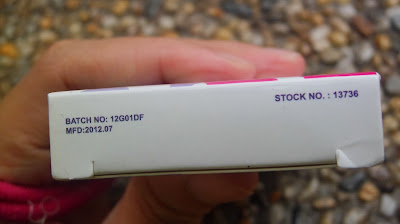 BATCH NO: 12G01DF
MFD:2012.07
STOCK NO. : 13736